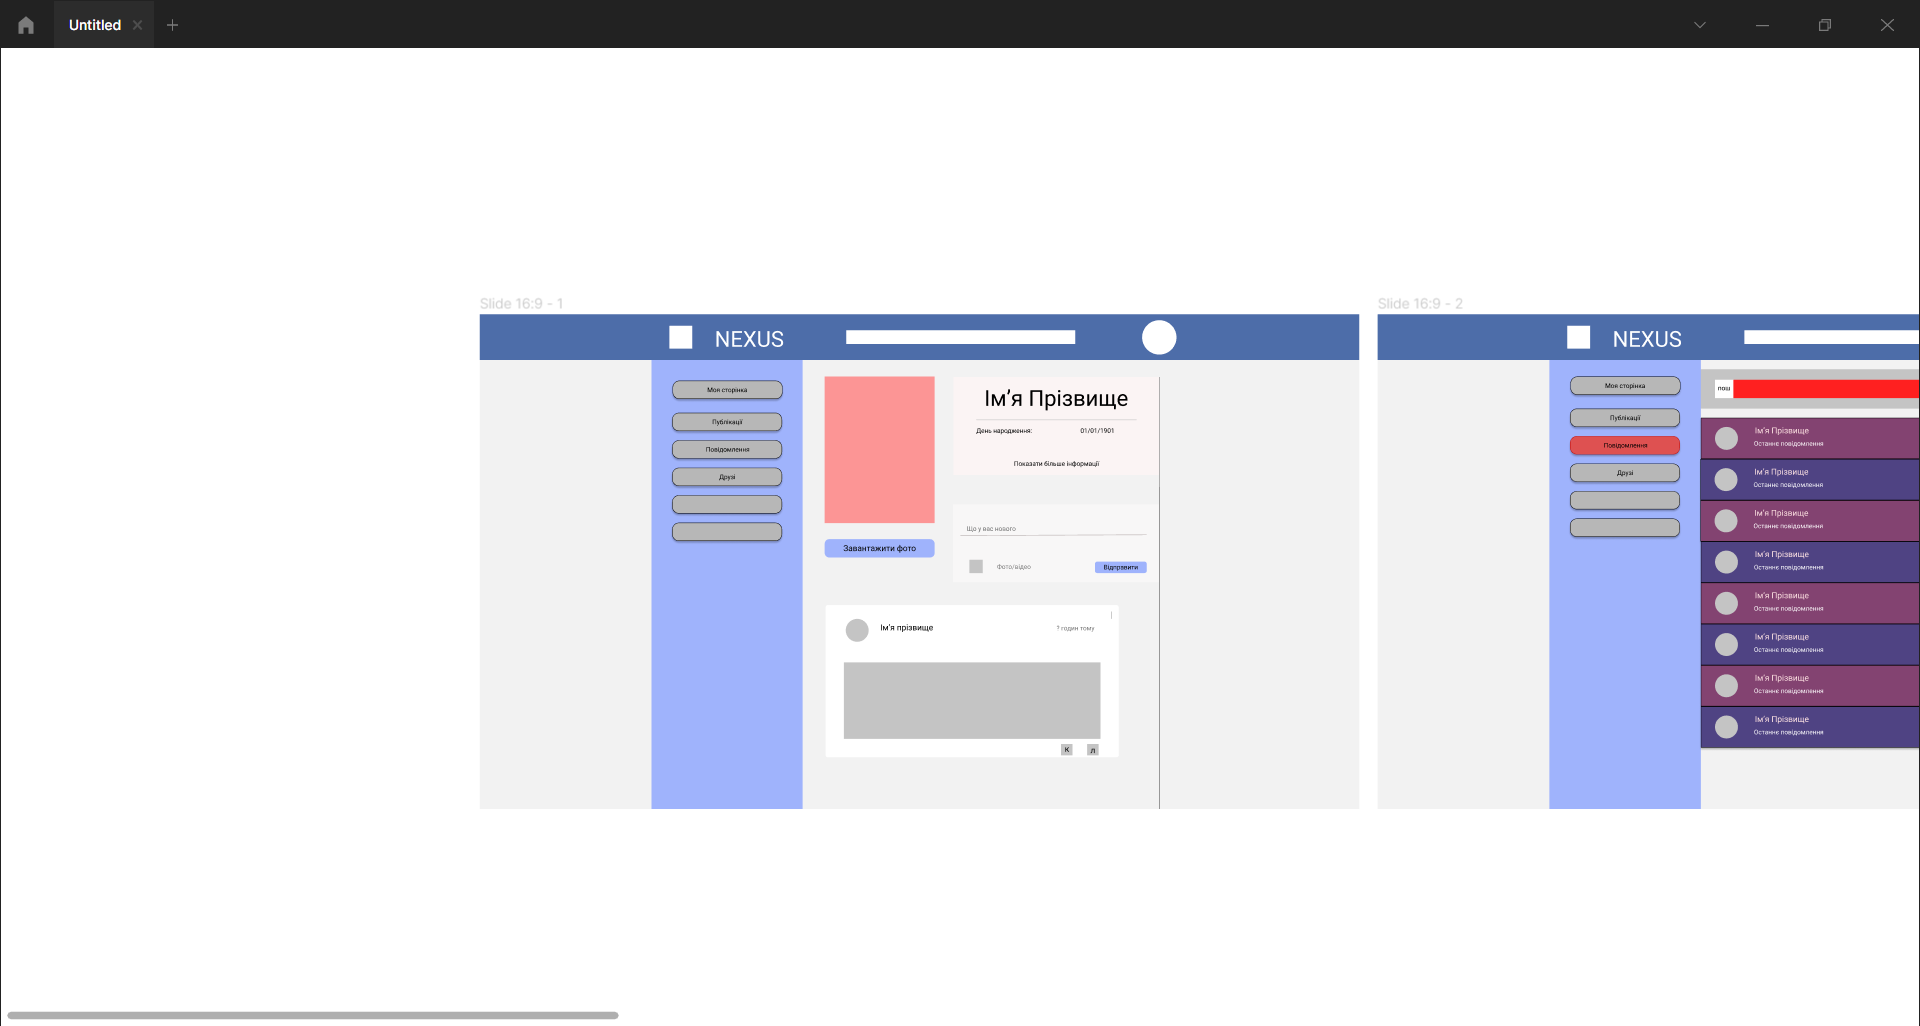 Untitled
Slide 16:9 - 1
NEXUS
Моя сторінка
Публікації
Повідомлення
Друзі
Завантажити фото
Ім’я Прізвище
День народження: 01/01/1901
Показати більше інформації
Що у вас нового
Фото/відео
Відправити
Ім’я прізвище
? годин тому
К Л
Slide 16:9 - 2
NEXUS
Моя сторінка
Публікації
Повідомлення
Друзі
пош
Ім’я Прізвище
Останнє повідомлення
Ім’я Прізвище
Останнє повідомлення
Ім’я Прізвище
Останнє повідомлення
Ім’я Прізвище
Останнє повідомлення
Ім’я Прізвище
Останнє повідомлення
Ім’я Прізвище
Останнє повідомлення
Ім’я Прізвище
Останнє повідомлення
Ім’я Прізвище
Останнє повідомлення